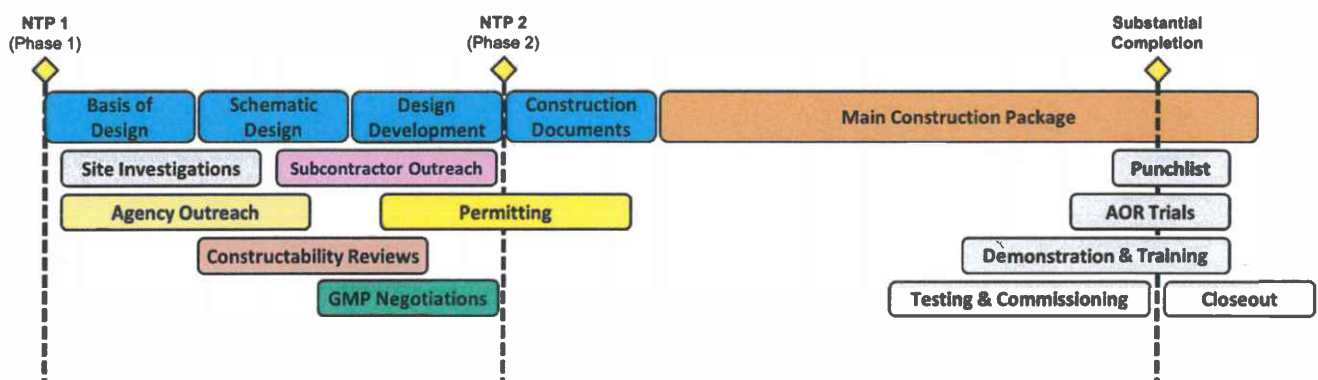 NTP 1
(Phase 1)
NTP 2
(Phase 2)
Substantial
Completion
Basis of
Design
Schematic
Design
Design
Development
Construction
Documents
Main Construction Package
Site Investigations
Subcontractor Outreach
Punchlist
Agency Outreach
Permitting
AOR Trials
Constructability Reviews
Demonstration & Training
GMP Negotiations
Testing & Commissioning
Closeout